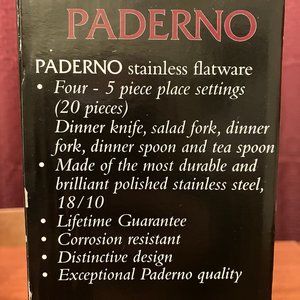 PADERNO
PADERNO stainless flatware
• Four - 5 piece place settings
(20 pieces)
Dinner knife, salad fork, dinner
fork, dinner spoon and tea spoon
• Made of the most durable and
brilliant polished stainless steel,
18/10
• Lifetime Guarantee
• Corrosion resistant
• Distinctive design
• Exceptional Paderno quality